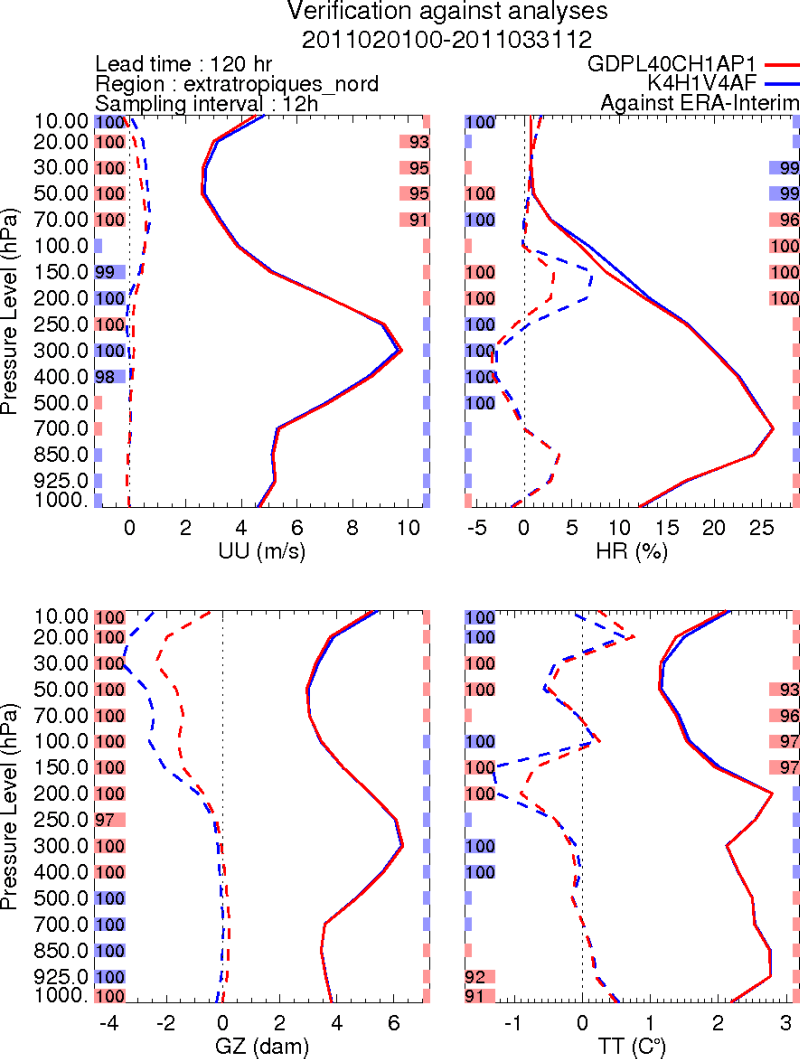 Verification against analyses
2011020100-2011033112
Lead time : 120 hr
Region : extratropiques_nord
Sampling interval : 12h
GDPL40CH1AP1
K4H1V4AF
Against ERA-Interim
Pressure Level (hPa)
10.00 100
20.00 100 93
30.00 100 95
50.00 100 95
70.00 100 91
100.0
150.0 99
200.0 100
250.0 100
300.0 100
400.0 98
500.0
700.0
850.0
925.0
1000.
0 2 4 6 8 10
UU (m/s)
100
99
100 99
100 96
100
100 100
100 100
100
100
100
100
-5 0 5 10 15 20 25
HR (%)
Pressure Level (hPa)
10.00 100
20.00 100
30.00 100
50.00 100
70.00 100
100.0 100
150.0 100
200.0 100
250.0 97
300.0 100
400.0 100
500.0 100
700.0 100
850.0 100
925.0 100
1000. 100
-4 -2 0 2 4 6
GZ (dam)
100
100
100
100 93
96
100 97
100 97
100
100
100
92
91
-1 0 1 2 3
TT (C°)